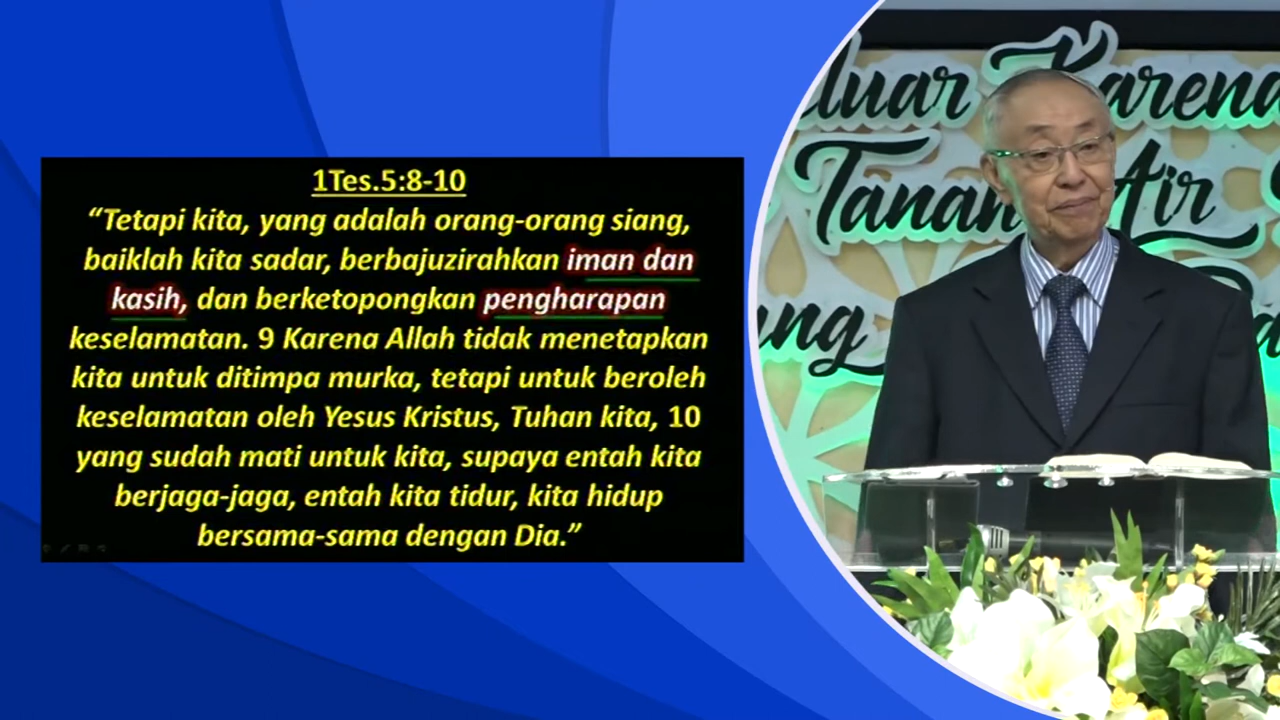 1Tes.5:8-10
“Tetapi kita, yang adalah orang-orang siang,
baiklah kita sadar, berbajuzirahkan iman dan
kasih, dan berketopongkan pengharapan
keselamatan. 9 Karena Allah tidak menetapkan
kita untuk ditimpa murka, tetapi untuk beroleh
keselamatan oleh Yesus Kristus, Tuhan kita, 10
yang sudah mati untuk kita, supaya entah kita
berjaga-jaga, entah kita tidur, kita hidup
bersama-sama dengan Dia.”
Karena
Tanah Air